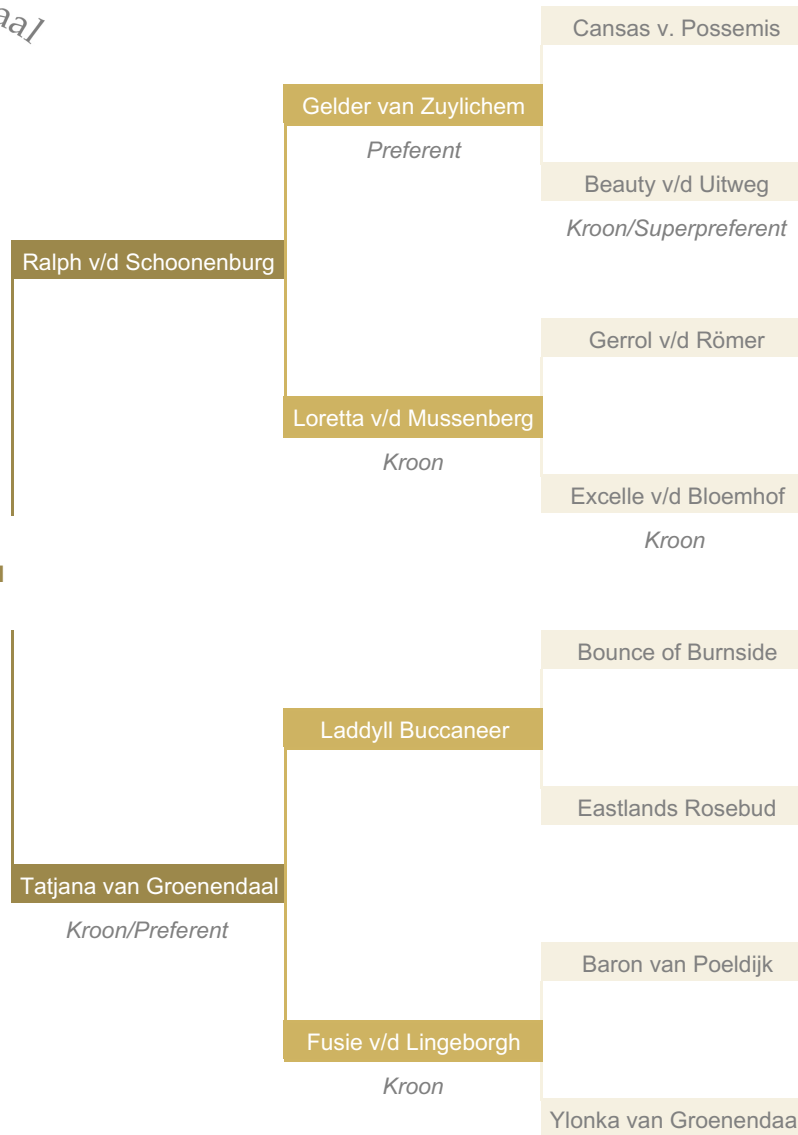 aal
Cansas v. Possemis
Gelder van Zuylichem
Preferent
Beauty v/d Uitweg
Kroon/Superpreferent
Ralph v/d Schoonenburg
Gerrol v/d Römer
Loretta v/d Mussenberg
Kroon
Excelle v/d Bloemhof
Kroon
Bounce of Burnside
Laddyll Buccaneer
Eastlands Rosebud
Tatjana van Groenendaal
Kroon/Preferent
Baron van Poeldijk
Fusie v/d Lingeborgh
Kroon
Ylonka van Groenendaa